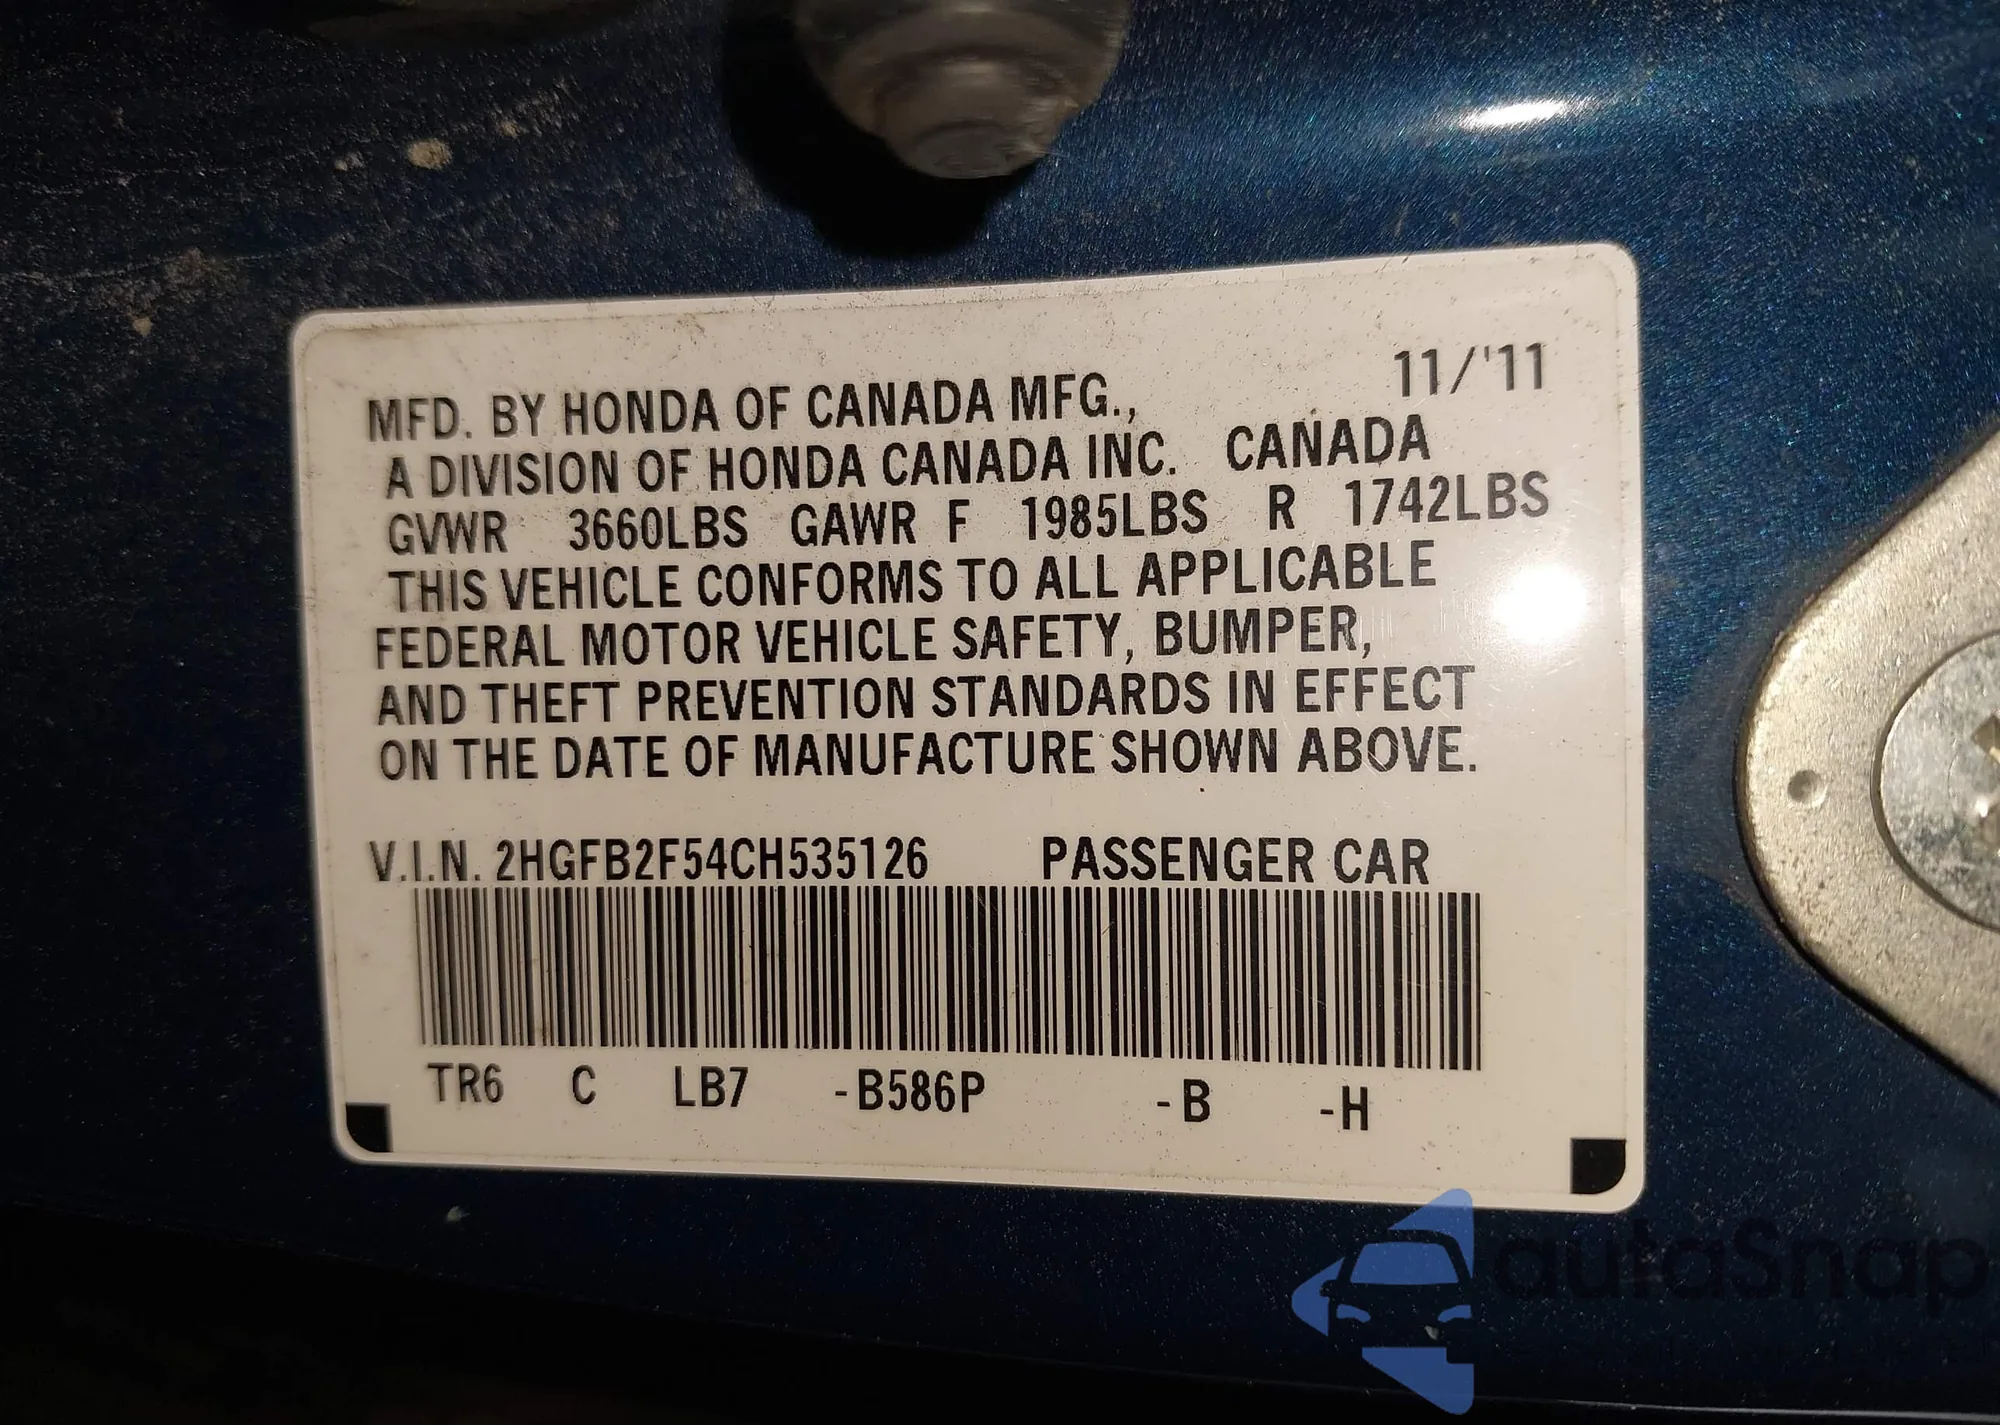 11/'11
MFD. BY HONDA OF CANADA MFG.,
A DIVISION OF HONDA CANADA INC. CANADA
GVWR 3660LBS GAWR F 1985LBS R 1742LBS
THIS VEHICLE CONFORMS TO ALL APPLICABLE
FEDERAL MOTOR VEHICLE SAFETY, BUMPER,
AND THEFT PREVENTION STANDARDS IN EFFECT
ON THE DATE OF MANUFACTURE SHOWN ABOVE.
V.I.N. 2HGFB2F54CH535126 PASSENGER CAR
TR6 C LB7 -B586P -B -H
autaSnap